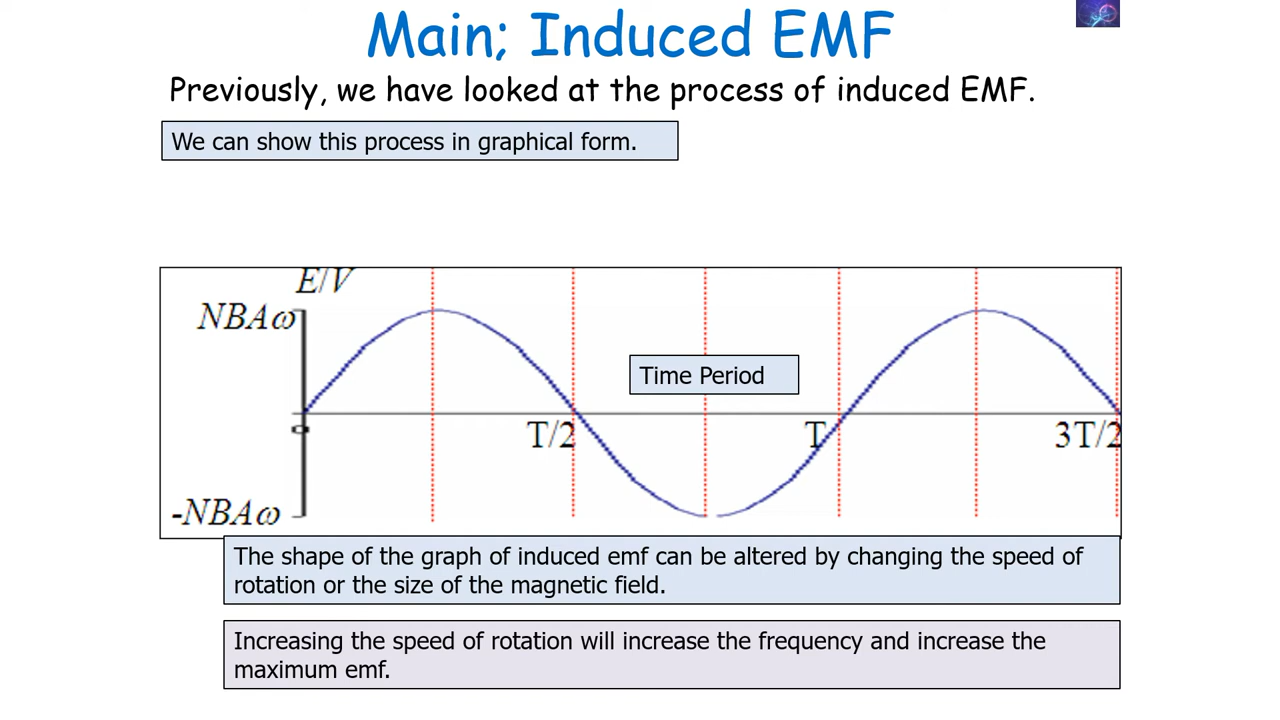 Main; Induced EMF
Previously, we have looked at the process of induced EMF.
We can show this process in graphical form.
E/V
NBAω
Time Period
0
T/2
T
3T/2
-NBAω
The shape of the graph of induced emf can be altered by changing the speed of
rotation or the size of the magnetic field.
Increasing the speed of rotation will increase the frequency and increase the
maximum emf.